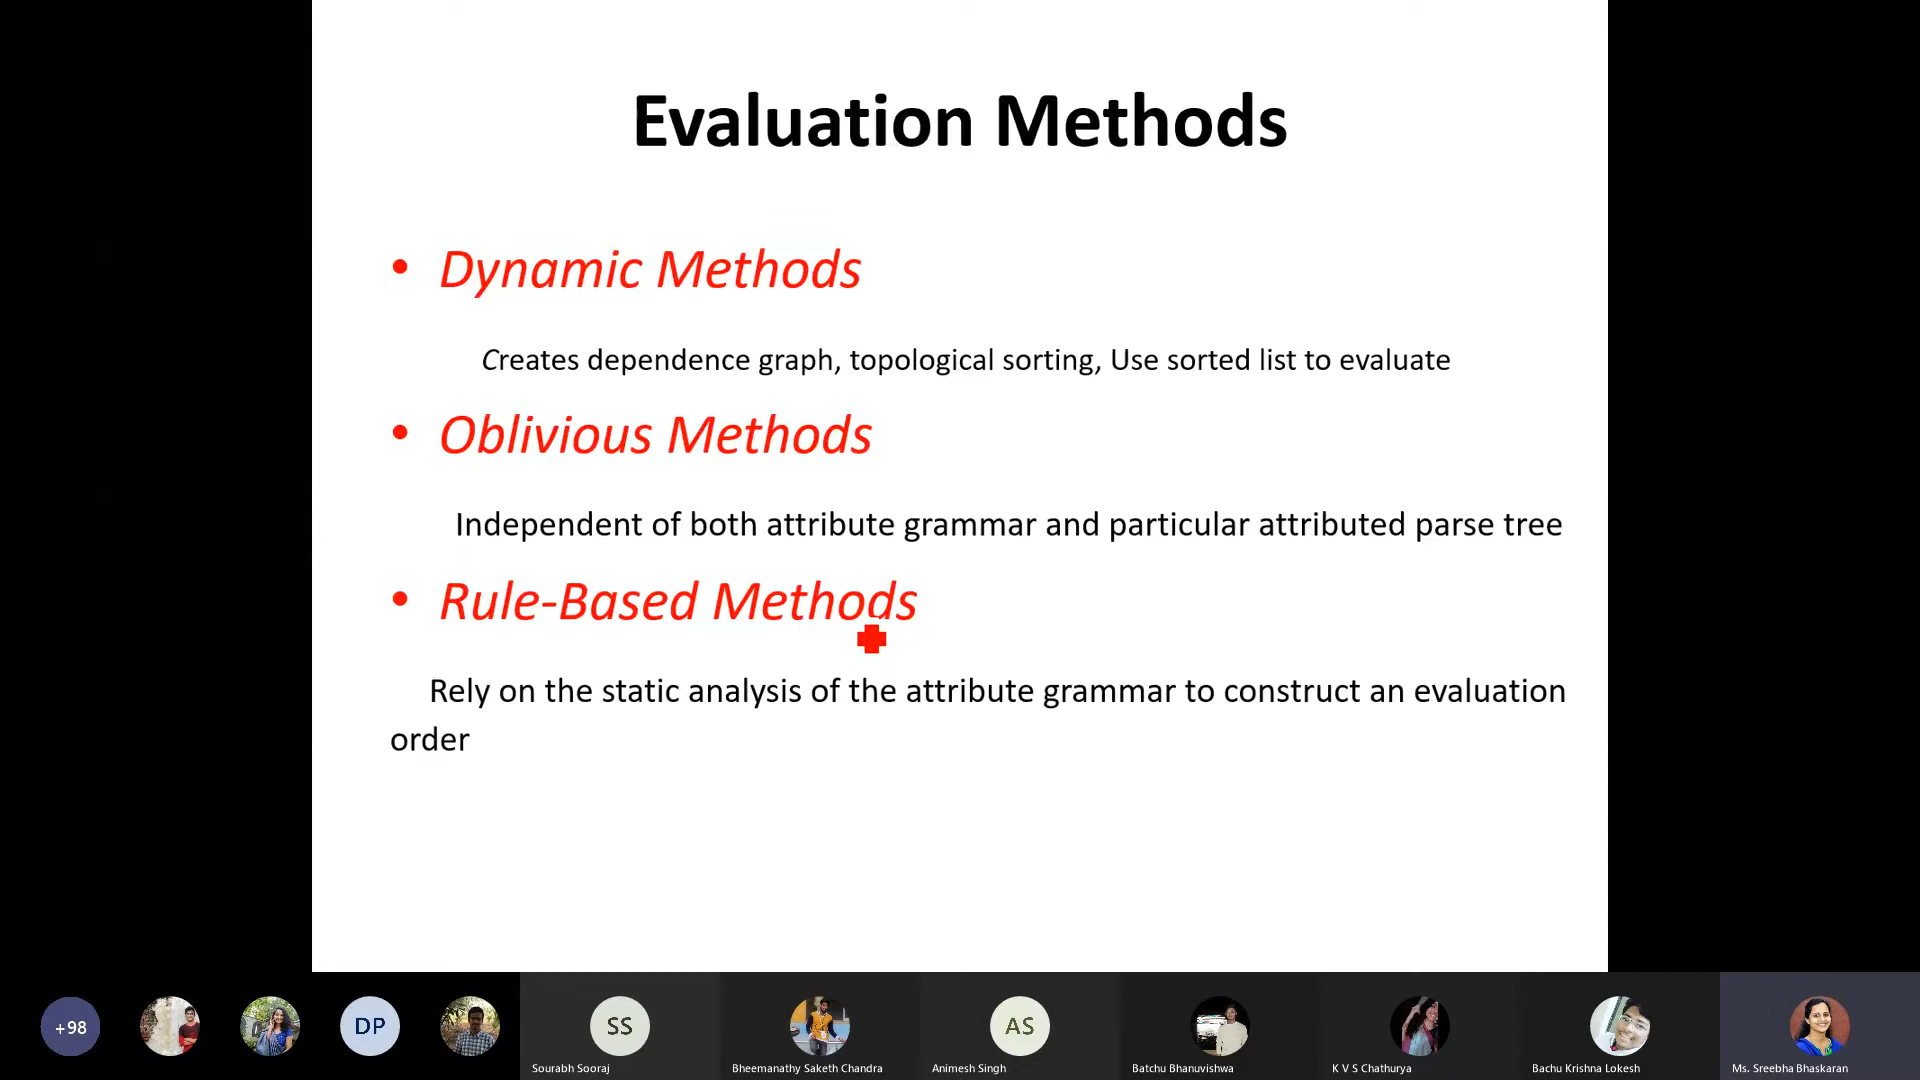 Evaluation Methods
• Dynamic Methods
Creates dependence graph, topological sorting, Use sorted list to evaluate
• Oblivious Methods
Independent of both attribute grammar and particular attributed parse tree
• Rule-Based Methods
Rely on the static analysis of the attribute grammar to construct an evaluation
order
+98
DP
SS
AS
Sourabh Sooraj
Bheemanathy Saketh Chandra
Animesh Singh
Batchu Bhanuvishwa
K V S Chathurya
Bachu Krishna Lokesh
Ms. Sreebha Bhaskaran